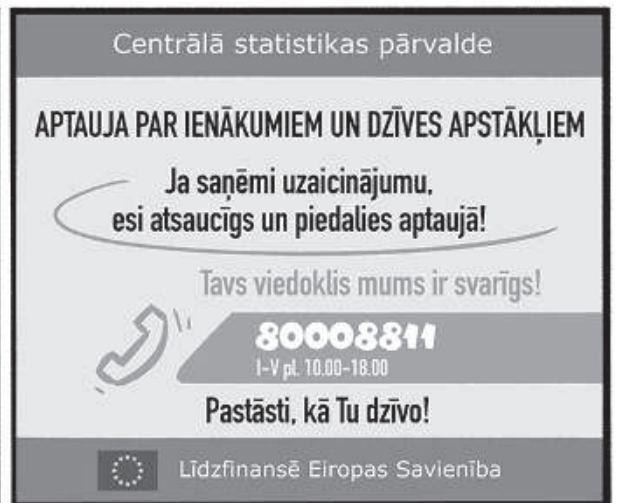 Centrālā statistikas pārvalde
APTAUJA PAR IENĀKUMIEM UN DZĪVES APSTĀKĻIEM
Ja saņēmi uzaicinājumu,
esi atsaucīgs un piedalies aptaujā!
Tavs viedoklis mums ir svarīgs!
80008811
I-V pl. 10.00-18.00
Pastāsti, kā Tu dzīvo!
Līdzfinansē Eiropas Savienība